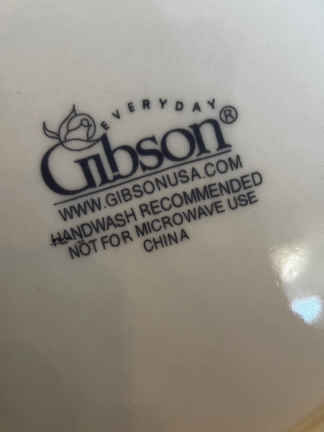 EVERYDAY
Gibson®
WWW.GIBSONUSA.COM
HANDWASH RECOMMENDED
NOT FOR MICROWAVE USE
CHINA